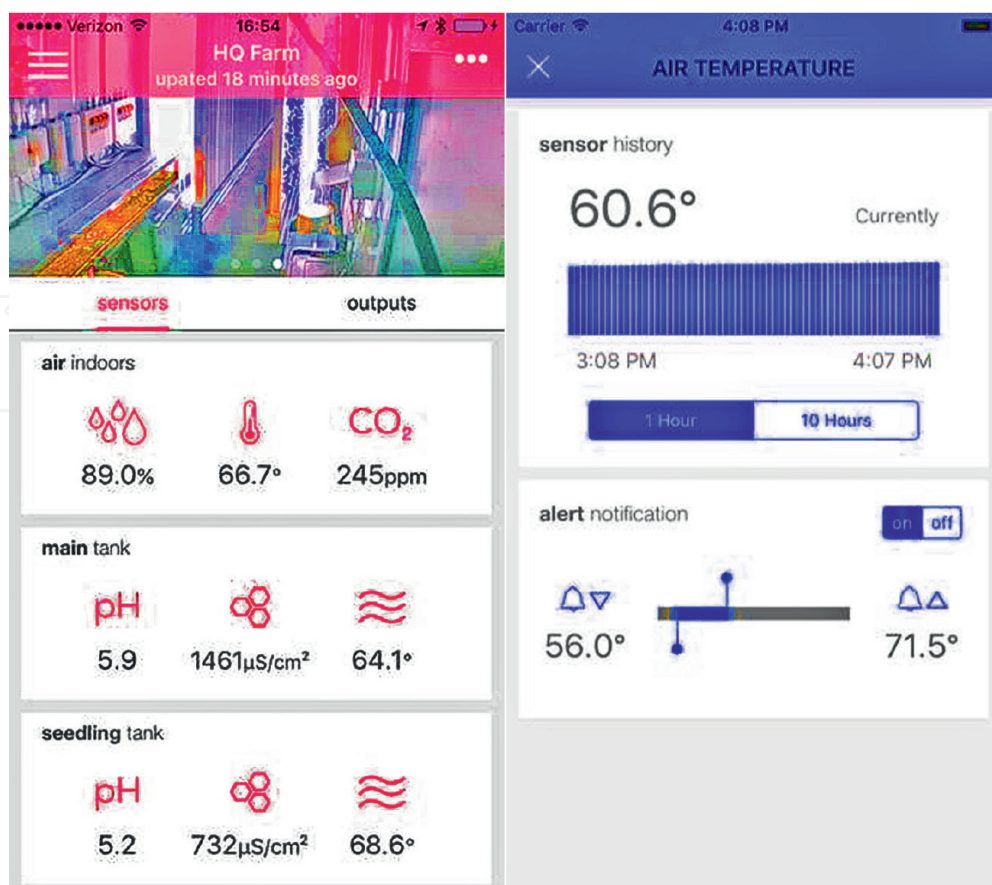 Verizon 16:54
HQ Farm
upated 18 minutes ago
sensors outputs
air indoors
CO₂
89.0% 66.7° 245ppm
main tank
pH
5.9 1461µS/cm² 64.1°
seedling tank
pH
5.2 732µS/cm² 68.6°
Carrier 4:08 PM
AIR TEMPERATURE
sensor history
60.6° Currently
3:08 PM 4:07 PM
1 Hour 10 Hours
alert notification on off
56.0° 71.5°